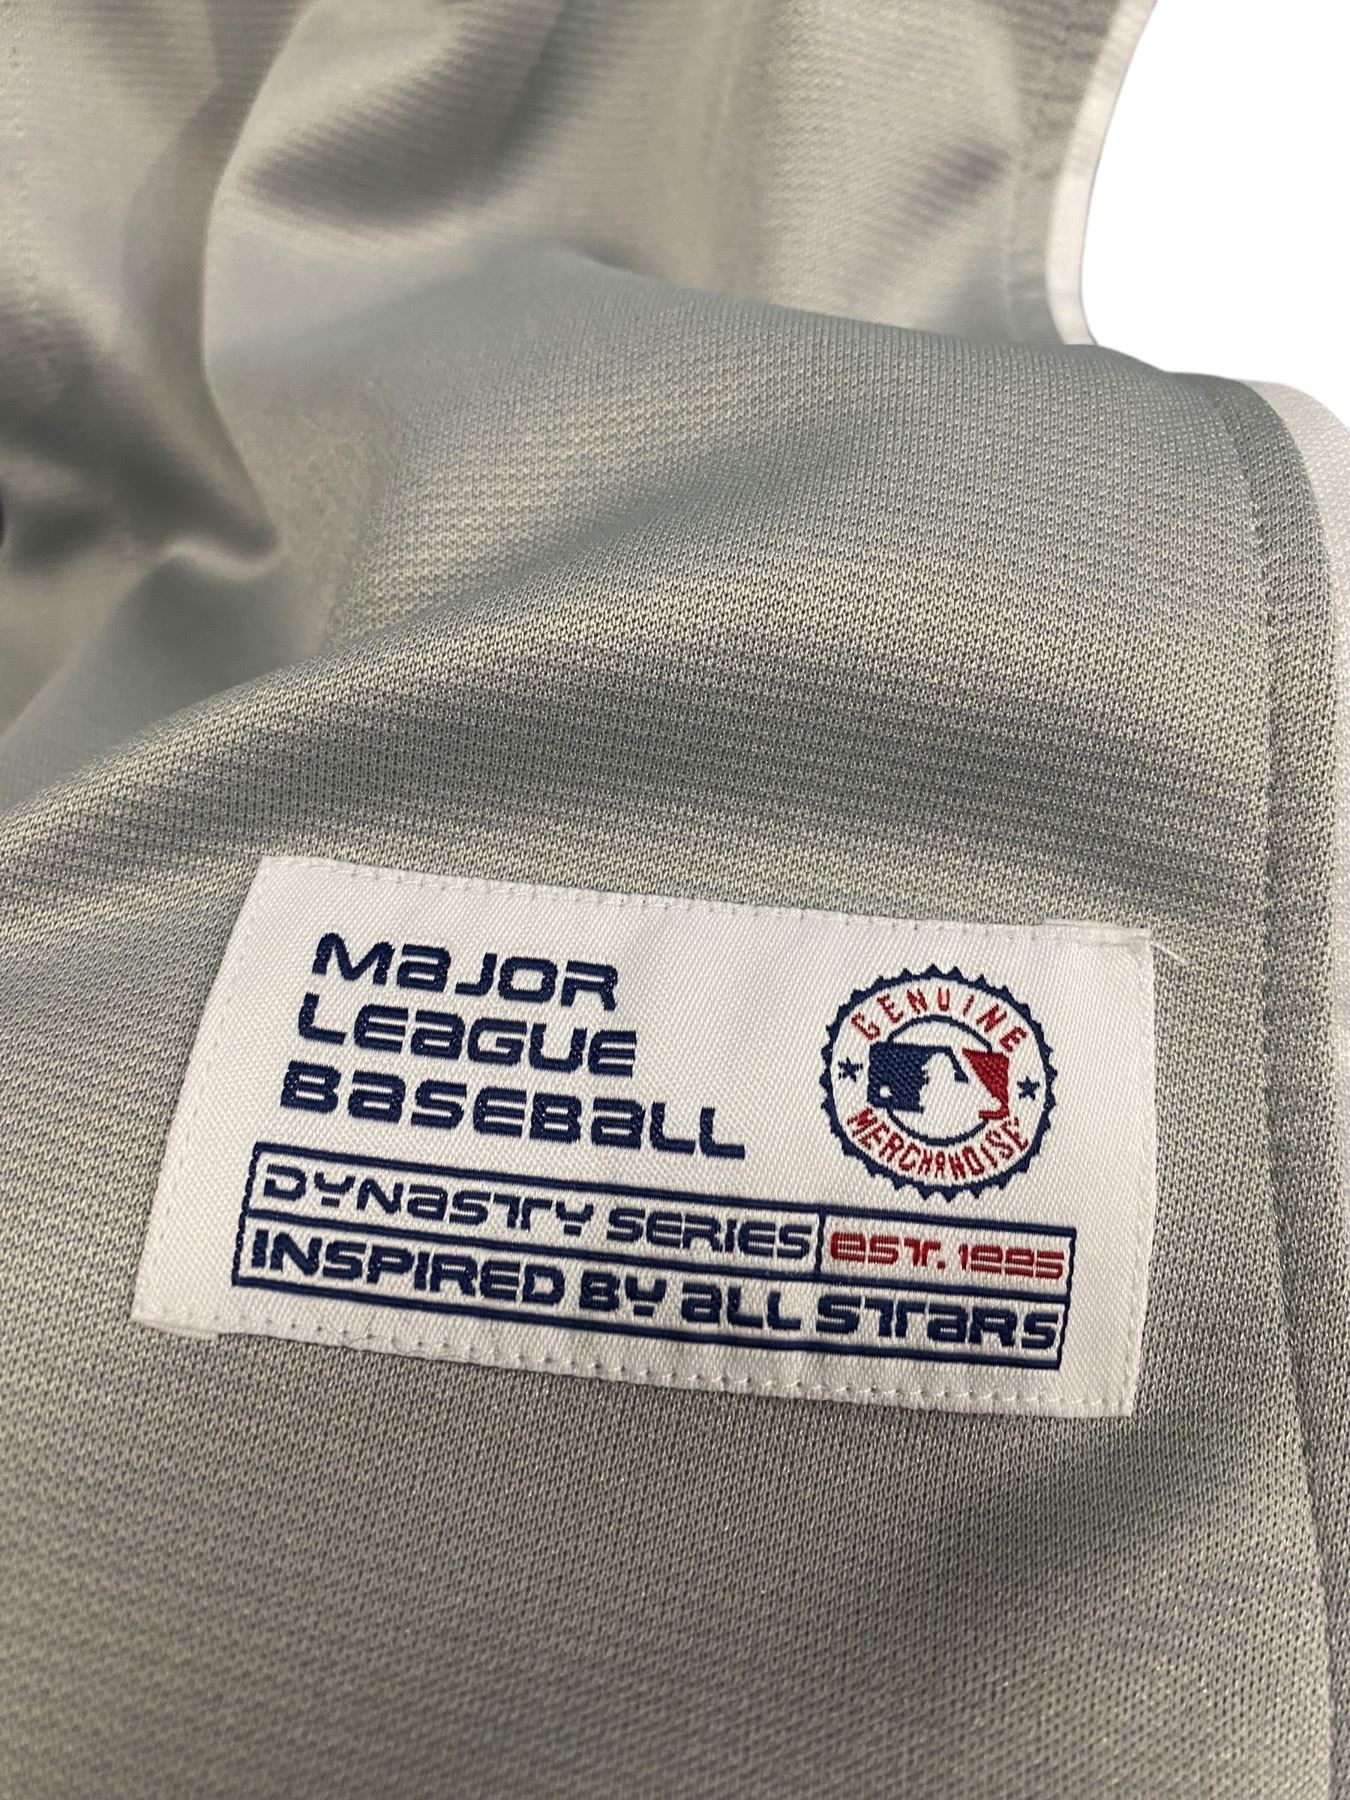 MAJOR
LEAGUE
BASEBALL
GENUINE
MERCHANDISE
DYNASTY SERIES EST. 1995
INSPIRED BY ALL STARS